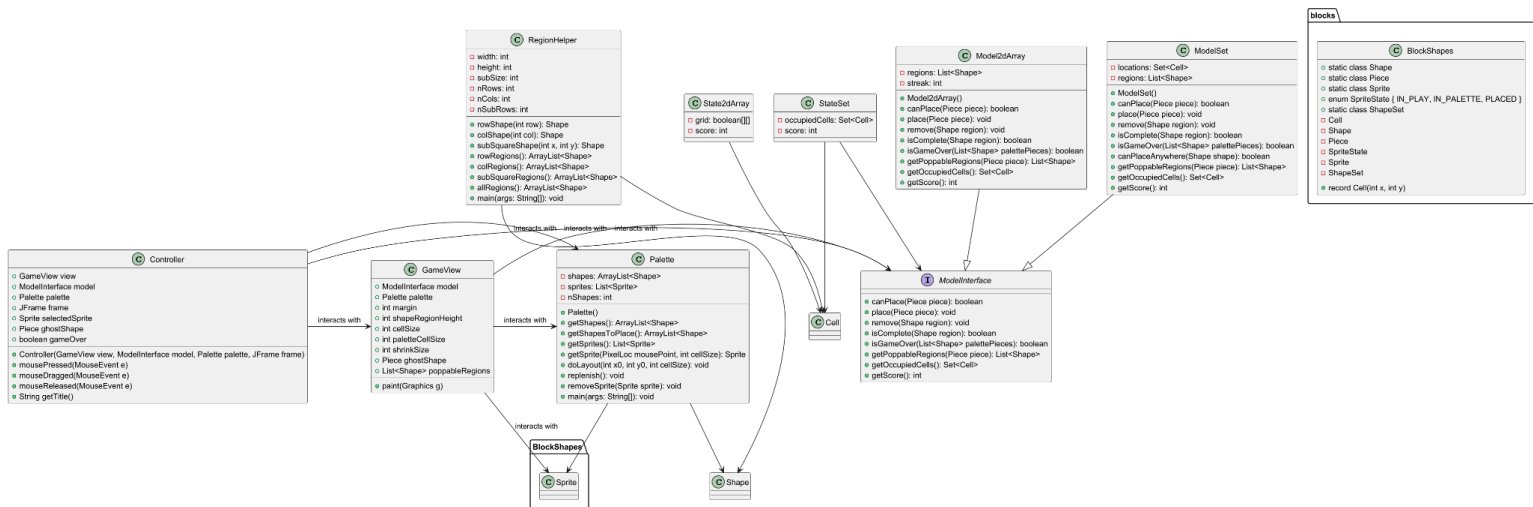 RegionHelper
width: int
height: int
subSize: int
nRows: int
nCols: int
nSubRows: int
rowShape(int row): Shape
colShape(int col): Shape
subSquareShape(int x, int y): Shape
rowRegions(): ArrayList<Shape>
colRegions(): ArrayList<Shape>
subSquareRegions(): ArrayList<Shape>
allRegions(): ArrayList<Shape>
main(args: String[]): void
State2dArray
grid: boolean[][]
score: int
StateSet
occupiedCells: Set<Cell>
score: int
Model2dArray
regions: List<Shape>
streak: int
Model2dArray()
canPlace(Piece piece): boolean
place(Piece piece): void
remove(Shape region): void
isComplete(Shape region): boolean
isGameOver(List<Shape> palettePieces): boolean
getPoppableRegions(Piece piece): List<Shape>
getOccupiedCells(): Set<Cell>
getScore(): int
ModelSet
locations: Set<Cell>
regions: List<Shape>
ModelSet()
canPlace(Piece piece): boolean
place(Piece piece): void
remove(Shape region): void
isComplete(Shape region): boolean
isGameOver(List<Shape> palettePieces): boolean
canPlaceAnywhere(Shape shape): boolean
getPoppableRegions(Piece piece): List<Shape>
getOccupiedCells(): Set<Cell>
getScore(): int
blocks
BlockShapes
static class Shape
static class Piece
static class Sprite
enum SpriteState { IN_PLAY, IN_PALETTE, PLACED }
static class ShapeSet
Cell
Shape
Piece
SpriteState
Sprite
ShapeSet
record Cell(int x, int y)
interacts with
interacts with
interacts with
Controller
GameView view
ModelInterface model
Palette palette
JFrame frame
Sprite selectedSprite
Piece ghostShape
boolean gameOver
Controller(GameView view, ModelInterface model, Palette palette, JFrame frame)
mousePressed(MouseEvent e)
mouseDragged(MouseEvent e)
mouseReleased(MouseEvent e)
String getTitle()
interacts with
GameView
ModelInterface model
Palette palette
int margin
int shapeRegionHeight
int cellSize
int paletteCellSize
int shrinkSize
Piece ghostShape
List<Shape> poppableRegions
paint(Graphics g)
interacts with
Palette
shapes: ArrayList<Shape>
sprites: List<Sprite>
nShapes: int
Palette()
getShapes(): ArrayList<Shape>
getShapesToPlace(): ArrayList<Shape>
getSprites(): List<Sprite>
getSprite(PixelLoc mousePoint, int cellSize): Sprite
doLayout(int x0, int y0, int cellSize): void
replenish(): void
removeSprite(Sprite sprite): void
main(args: String[]): void
Cell
ModelInterface
canPlace(Piece piece): boolean
place(Piece piece): void
remove(Shape region): void
isComplete(Shape region): boolean
isGameOver(List<Shape> palettePieces): boolean
getPoppableRegions(Piece piece): List<Shape>
getOccupiedCells(): Set<Cell>
getScore(): int
interacts with
BlockShapes
Sprite
Shape